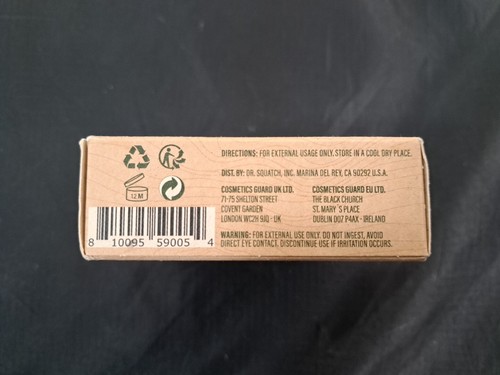 DIRECTIONS: FOR EXTERNAL USAGE ONLY. STORE IN A COOL DRY PLACE.
DIST. BY: DR. SQUATCH, INC. MARINA DEL REY, CA 90292 U.S.A.
12 M
COSMETICS GUARD UK LTD.
71-75 SHELTON STREET
COVENT GARDEN
LONDON WC2H 9JQ - UK
COSMETICS GUARD EU LTD.
THE BLACK CHURCH
ST. MARY´S PLACE
DUBLIN D07 P4AX - IRELAND
8 10095 59005 4
WARNING: FOR EXTERNAL USE ONLY. DO NOT INGEST, AVOID
DIRECT EYE CONTACT. DISCONTINUE USE IF IRRITATION OCCURS.